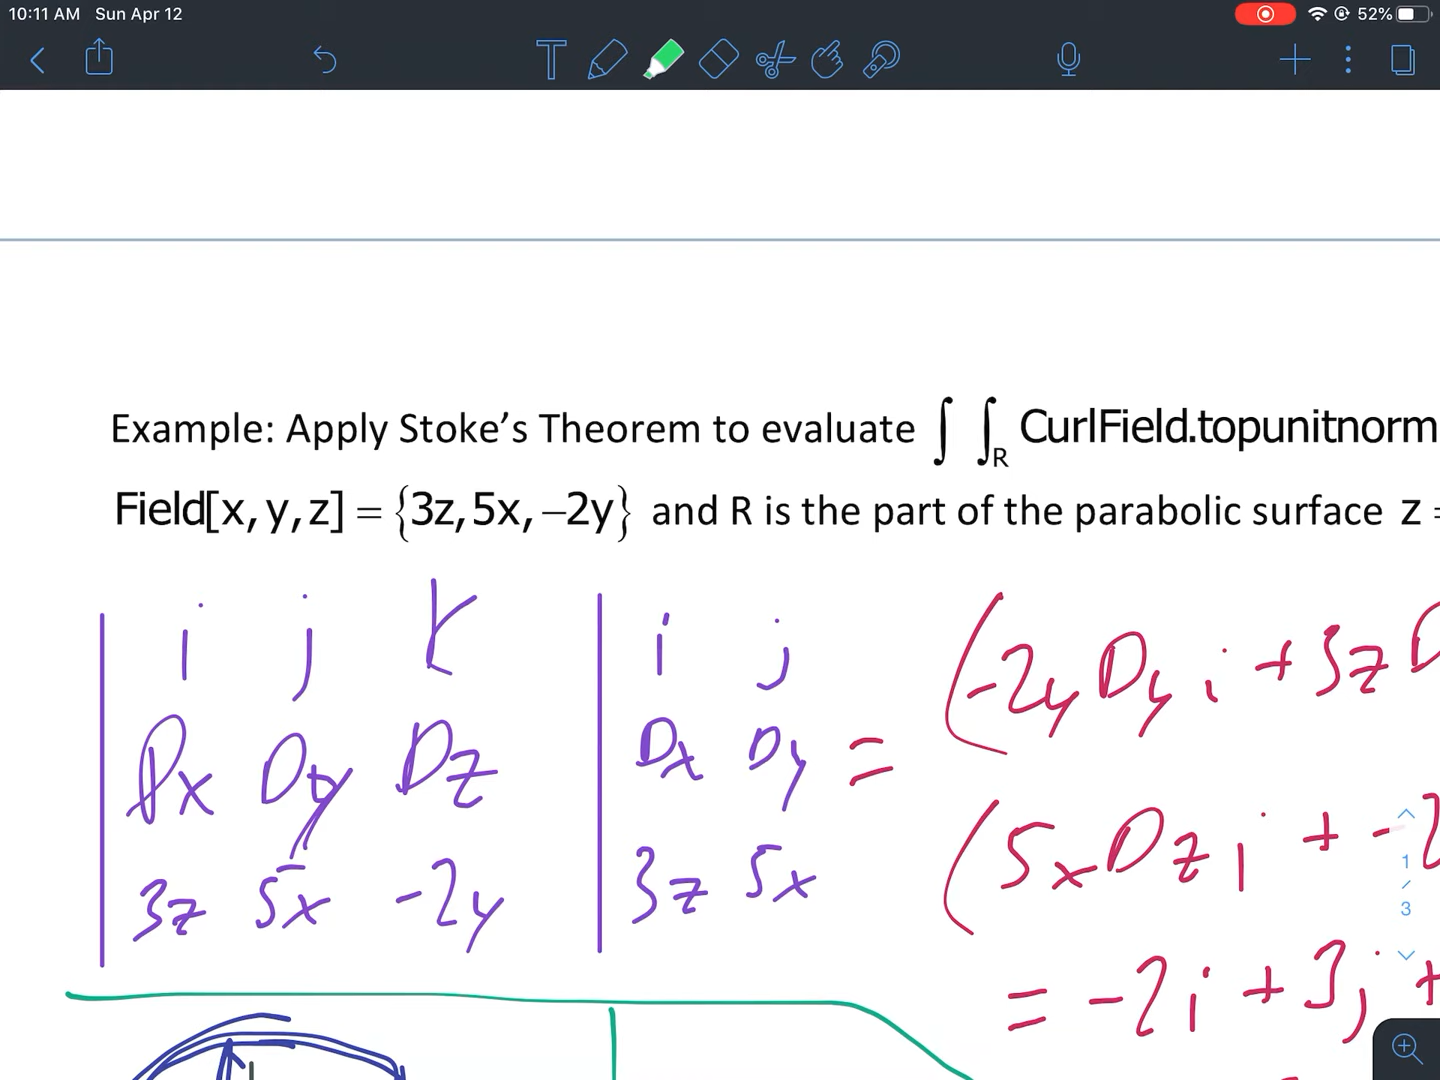 10:11 AM Sun Apr 12 52%
Example: Apply Stoke's Theorem to evaluate ∫ ∫R CurlField.topunitnorm
Field[x, y, z] = {3z, 5x, −2y} and R is the part of the parabolic surface z =
i j k i j
(-2y Dy i + 3z D
Dx Dy Dz Dx Dy =
(5x Dz i + -2
3z 5x -2y 3z 5x
= -2i + 3j +
1
/
3